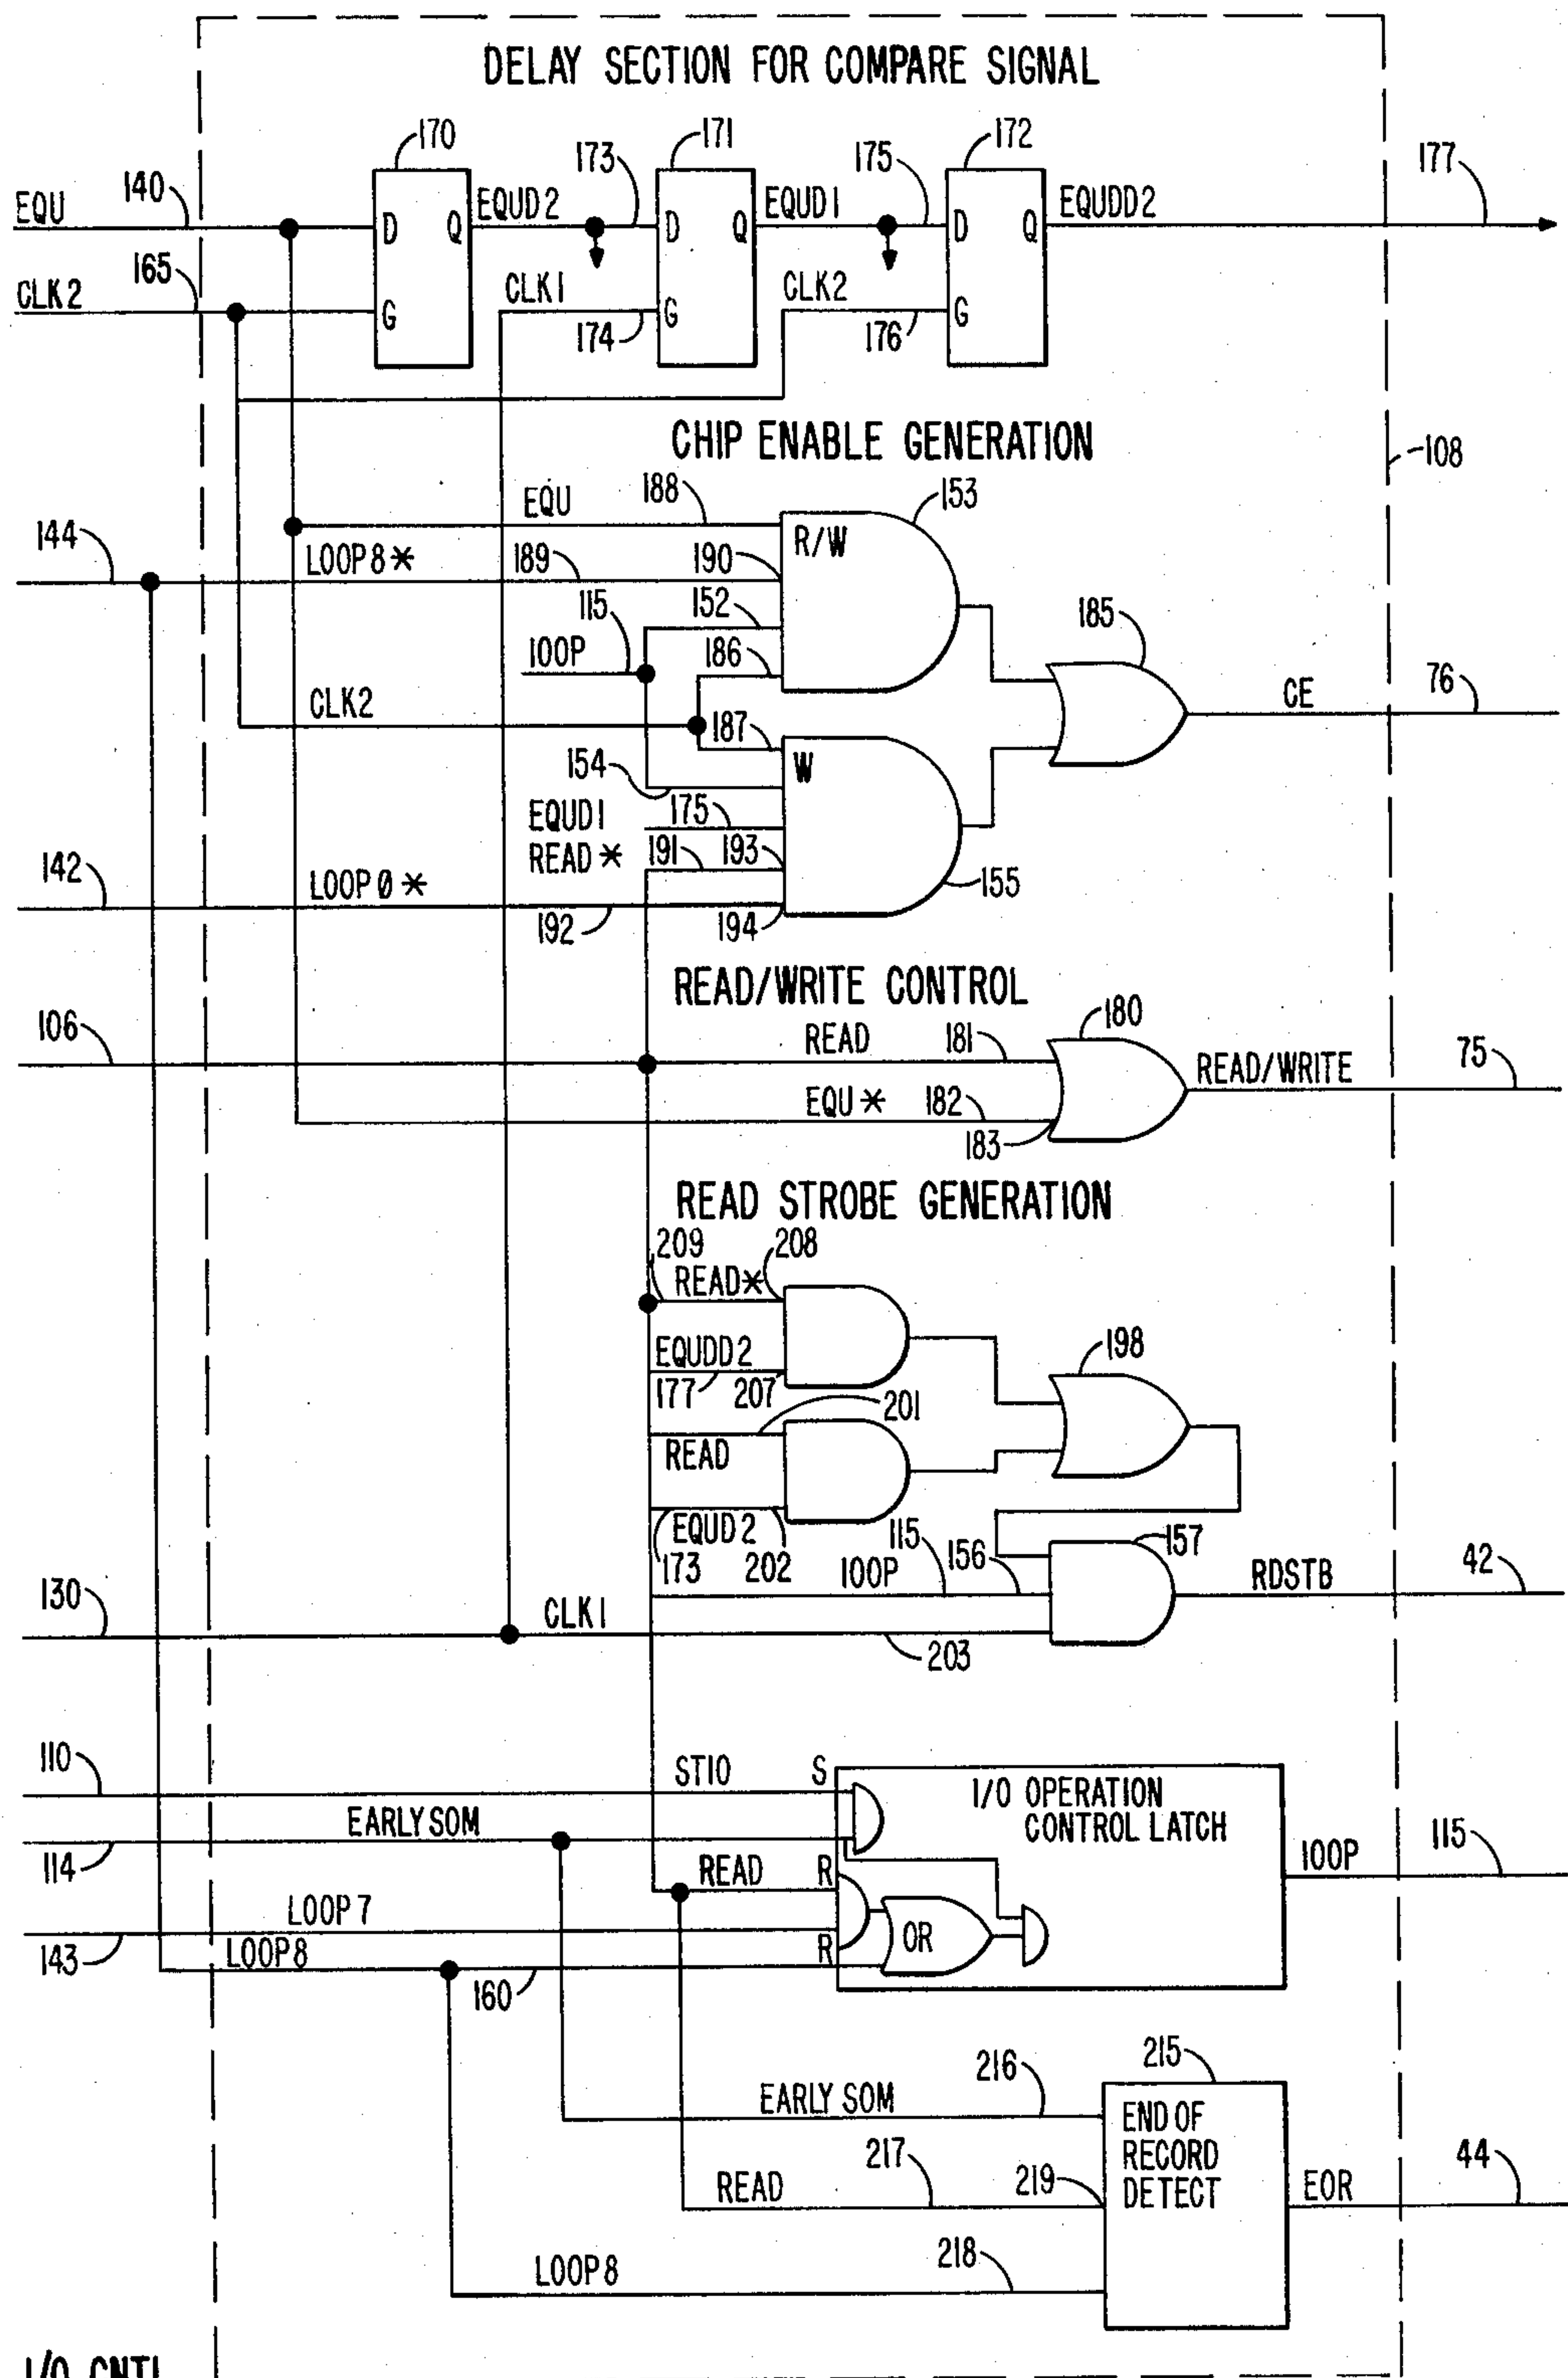 DELAY SECTION FOR COMPARE SIGNAL
170
173
171
175
172
177
EQU
140
D
Q
EQUD2
D
Q
EQUD1
D
Q
EQUDD2
CLK2
165
G
CLK1
174
G
CLK2
176
G
CHIP ENABLE GENERATION
108
144
EQU
188
153
R/W
LOOP8*
189
190
115
152
IOOP
186
185
CLK2
187
CE
76
154
W
EQUD1
175
READ*
191
193
155
142
LOOP0*
192
194
READ/WRITE CONTROL
106
READ
181
180
READ/WRITE
75
EQU*
182
183
READ STROBE GENERATION
209
208
READ*
EQUDD2
177
207
198
201
READ
EQUD2
173
202
IOOP
115
156
157
RDSTB
42
130
CLK1
203
110
STIO
S
I/O OPERATION
CONTROL LATCH
EARLY SOM
114
READ
R
IOOP
115
LOOP7
143
OR
R
LOOP8
160
215
216
EARLY SOM
END OF
RECORD
DETECT
217
READ
219
EOR
44
218
LOOP8
I/O CNTL